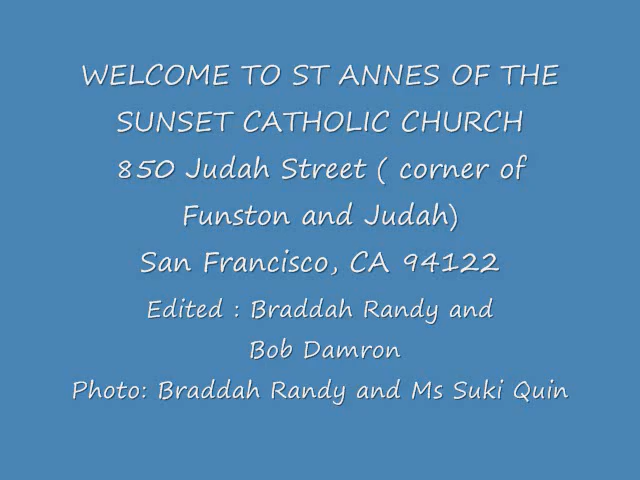 WELCOME TO ST ANNES OF THE
SUNSET CATHOLIC CHURCH
850 Judah Street ( corner of
Funston and Judah)
San Francisco, CA 94122
Edited : Braddah Randy and
Bob Damron
Photo: Braddah Randy and Ms Suki Quin